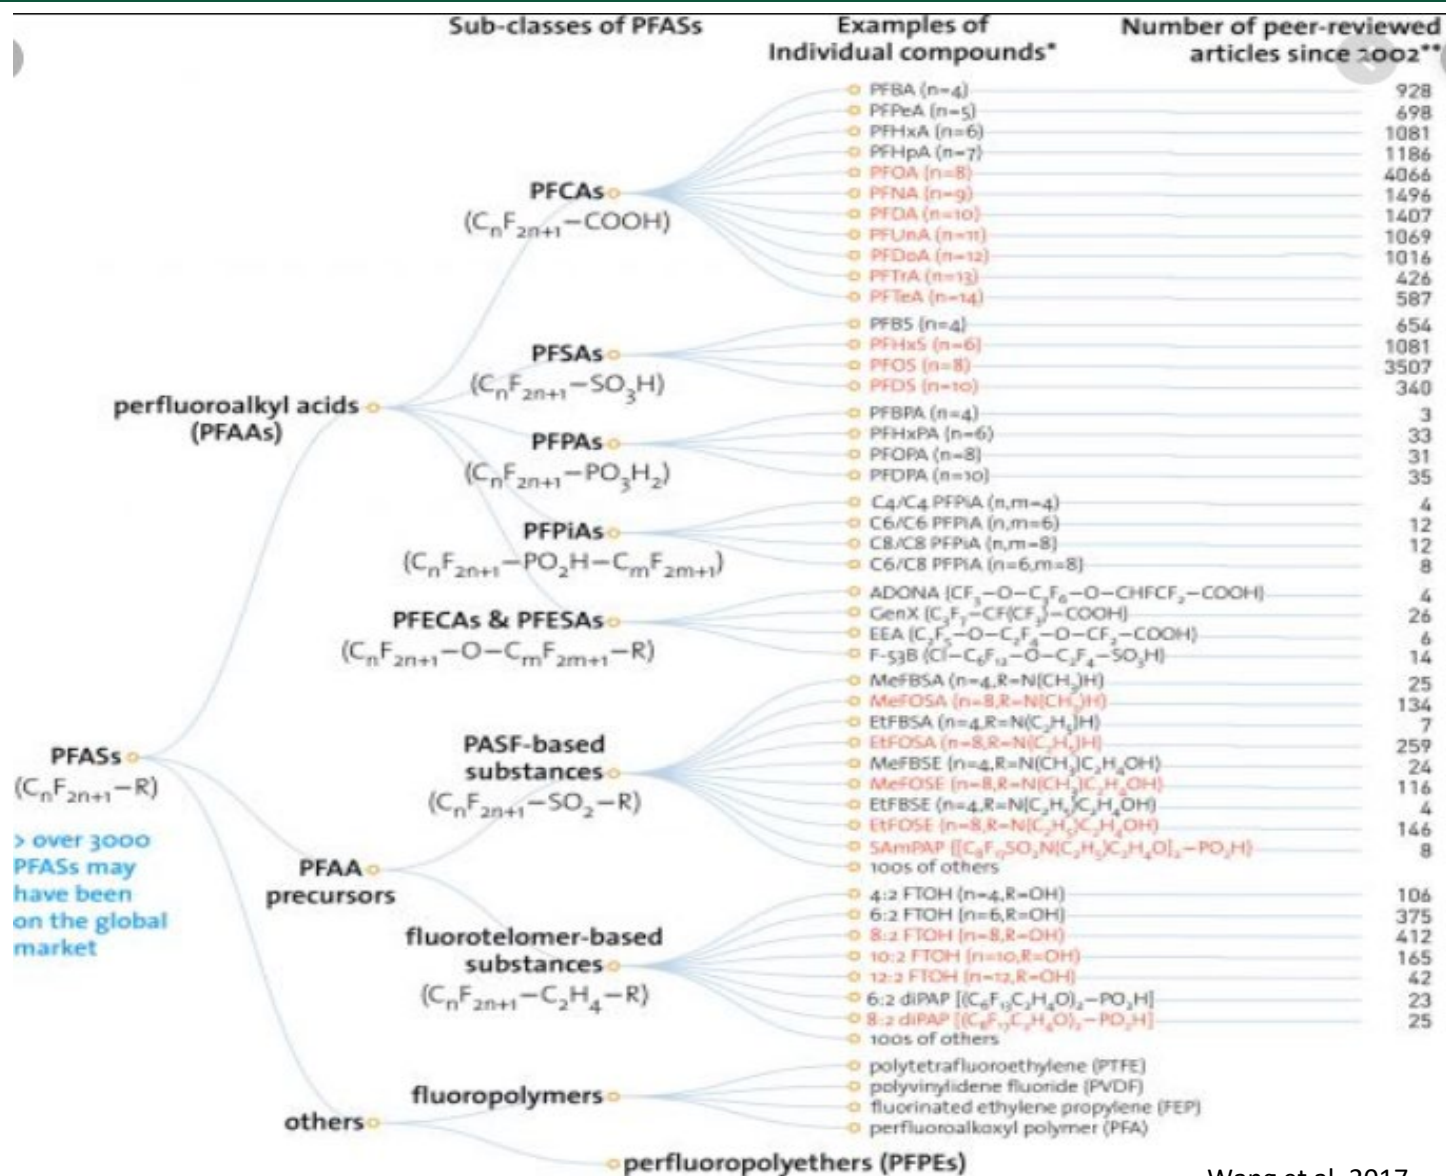 Sub-classes of PFASs
Examples of
Individual compounds*
Number of peer-reviewed
articles since 2002**
PFASs
(CnF2n+1–R)
> over 3000
PFASs may
have been
on the global
market
perfluoroalkyl acids
(PFAAs)
PFCAs
(CnF2n+1–COOH)
PFBA (n=4) 928
PFPeA (n=5) 698
PFHxA (n=6) 1081
PFHpA (n=7) 1186
PFOA (n=8) 4066
PFNA (n=9) 1496
PFDA (n=10) 1407
PFUnA (n=11) 1069
PFDoA (n=12) 1016
PFTrA (n=13) 426
PFTeA (n=14) 587
PFSAs
(CnF2n+1–SO3H)
PFBS (n=4) 654
PFHxS (n=6) 1081
PFOS (n=8) 3507
PFDS (n=10) 340
PFPAs
(CnF2n+1–PO3H2)
PFBPA (n=4) 3
PFHxPA (n=6) 33
PFOPA (n=8) 31
PFDPA (n=10) 35
PFPiAs
(CnF2n+1–PO2H–CmF2m+1)
C4/C4 PFPiA (n,m=4) 4
C6/C6 PFPiA (n,m=6) 12
C8/C8 PFPiA (n,m=8) 12
C6/C8 PFPiA (n=6,m=8) 8
PFECAs & PFESAs
(CnF2n+1–O–CmF2m+1–R)
ADONA (CF3–O–C3F6–O–CHFCF2–COOH) 4
GenX (C3F7–CF(CF3)–COOH) 26
EEA (C2F5–O–C2F4–O–CF2–COOH) 6
F-53B (Cl–C6F12–O–C2F4–SO3H) 14
PFAA
precursors
PASF-based
substances
(CnF2n+1–SO2–R)
MeFBSA (n=4,R=N(CH3)H) 25
MeFOSA (n=8,R=N(CH3)H) 134
EtFBSA (n=4,R=N(C2H5)H) 7
EtFOSA (n=8,R=N(C2H5)H) 259
MeFBSE (n=4,R=N(CH3)C2H4OH) 24
MeFOSE (n=8,R=N(CH3)C2H4OH) 116
EtFBSE (n=4,R=N(C2H5)C2H4OH) 4
EtFOSE (n=8,R=N(C2H5)C2H4OH) 146
SAmPAP {[C8F17SO2N(C2H5)C2H4O]2–PO2H} 8
100s of others
fluorotelomer-based
substances
(CnF2n+1–C2H4–R)
4:2 FTOH (n=4,R=OH) 106
6:2 FTOH (n=6,R=OH) 375
8:2 FTOH (n=8,R=OH) 412
10:2 FTOH (n=10,R=OH) 165
12:2 FTOH (n=12,R=OH) 42
6:2 diPAP [(C6F13C2H4O)2–PO2H] 23
8:2 diPAP [(C8F17C2H4O)2–PO2H] 25
100s of others
others
fluoropolymers
polytetrafluoroethylene (PTFE)
polyvinylidene fluoride (PVDF)
fluorinated ethylene propylene (FEP)
perfluoroalkoxyl polymer (PFA)
perfluoropolyethers (PFPEs)